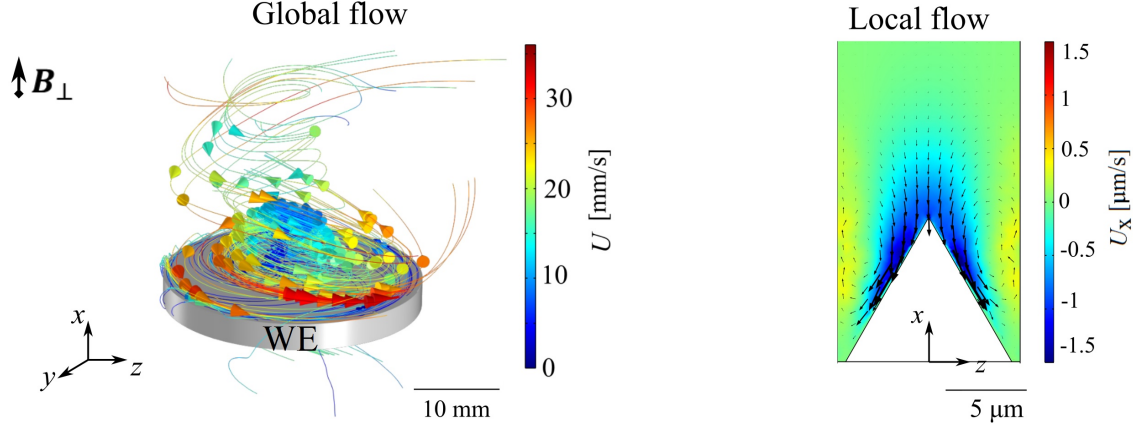 Global flow
B⊥
30
20
10
0
U [mm/s]
WE
x
y
z
10 mm
Local flow
1.5
1
0.5
0
-0.5
-1
-1.5
Ux [µm/s]
x
z
5 µm